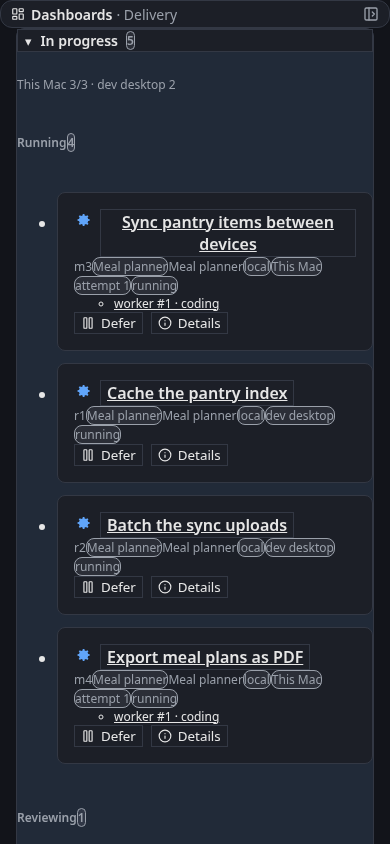 Dashboards · Delivery
▾ In progress 5
This Mac 3/3 · dev desktop 2
Running 4
Sync pantry items between
devices
m3 Meal planner Meal planner local This Mac
attempt 1 running
worker #1 · coding
Defer Details
Cache the pantry index
r1 Meal planner Meal planner local dev desktop
running
Defer Details
Batch the sync uploads
r2 Meal planner Meal planner local dev desktop
running
Defer Details
Export meal plans as PDF
m4 Meal planner Meal planner local This Mac
attempt 1 running
worker #1 · coding
Defer Details
Reviewing 1